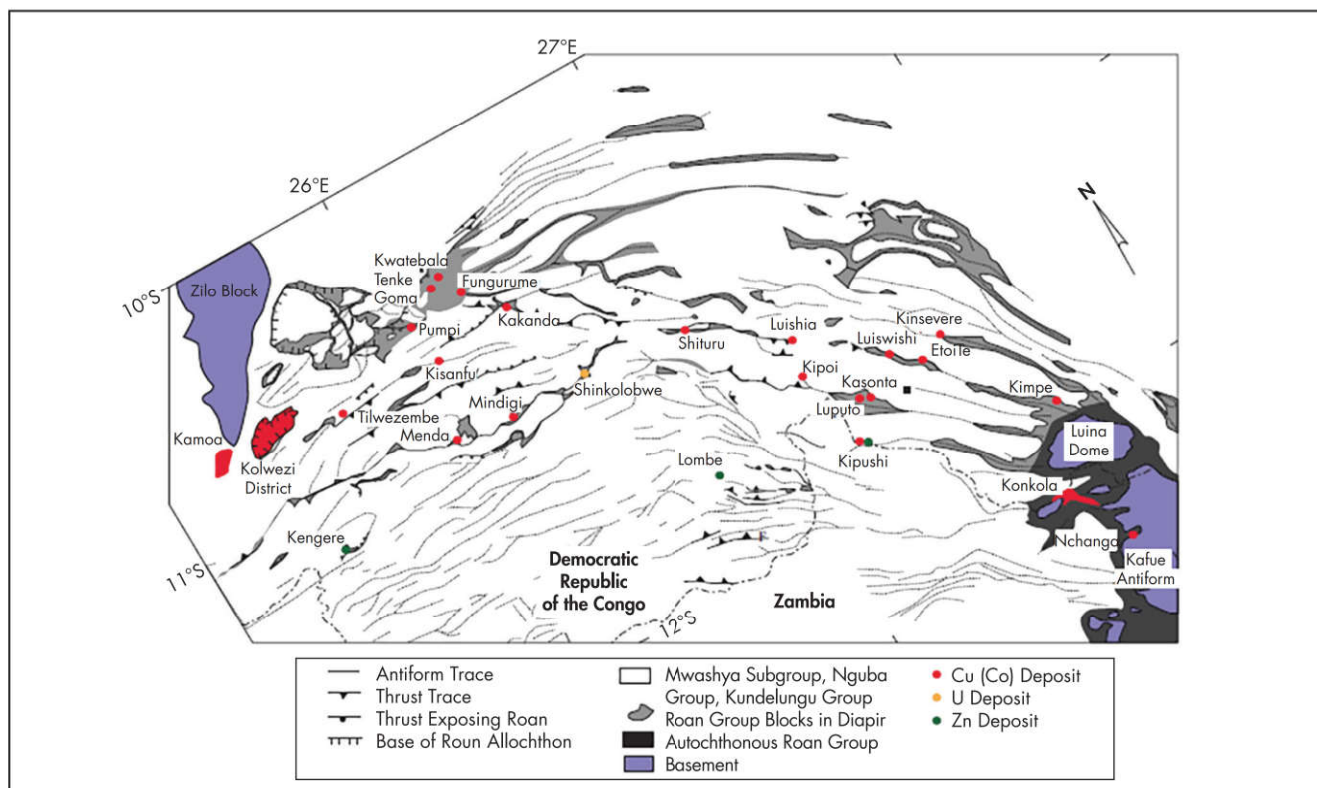 27°E
26°E
N
10°S
Zilo Block
Kwatebala
Tenke
Goma
Fungurume
Pumpi
Kakanda
Kinsevere
Luishia
Luiswishi
Shituru
EtoiTe
Kisanfu
Kipoi
Kasonta
Kimpe
Shinkolobwe
Mindigi
Tilwezembe
Luputo
Menda
Luina
Dome
Kamoa
Kolwezi
District
Lombe
Kipushi
Konkola
Kengere
Nchanga
11°S
Democratic
Republic
of the Congo
Kafue
Antiform
Zambia
12°S
Antiform Trace
Thrust Trace
Thrust Exposing Roan
Base of Roun Allochthon
Mwashya Subgroup, Nguba
Group, Kundelungu Group
Roan Group Blocks in Diapir
Autochthonous Roan Group
Basement
Cu (Co) Deposit
U Deposit
Zn Deposit